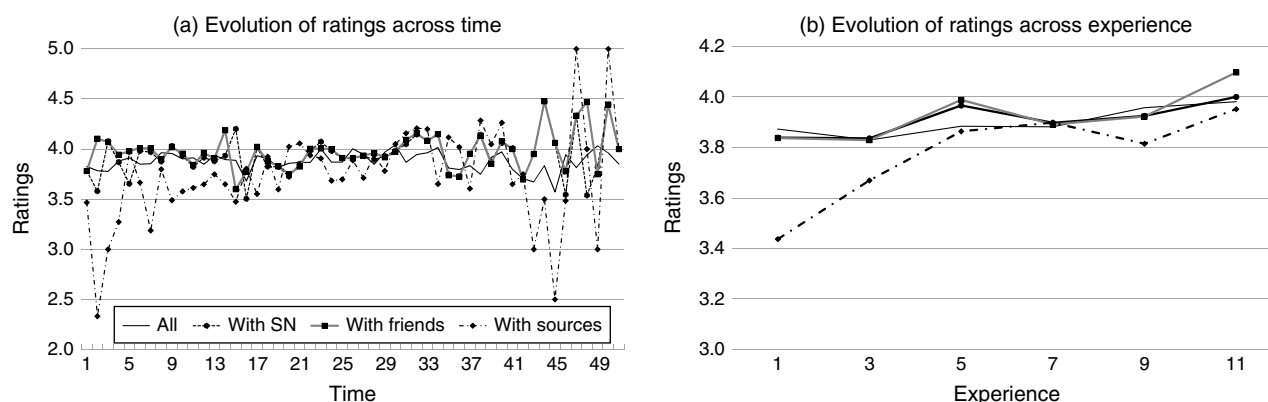 (a) Evolution of ratings across time
5.0
4.5
4.0
3.5
3.0
2.5
2.0
Ratings
All With SN With friends With sources
1 5 9 13 17 21 25 29 33 37 41 45 49
Time
(b) Evolution of ratings across experience
4.2
4.0
3.8
3.6
3.4
3.2
3.0
Ratings
1 3 5 7 9 11
Experience